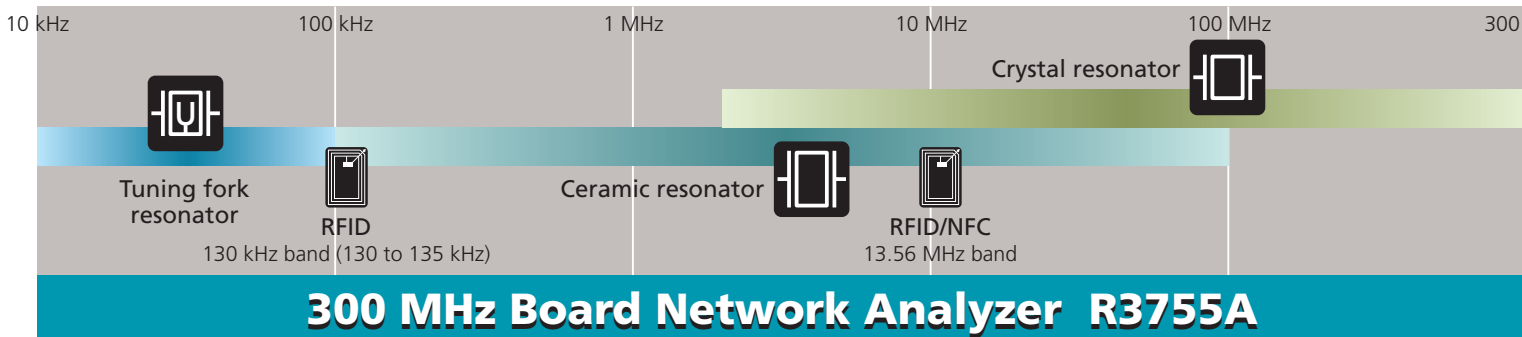 10 kHz
100 kHz
1 MHz
10 MHz
100 MHz
300
Crystal resonator
Tuning fork
resonator
Ceramic resonator
RFID
130 kHz band (130 to 135 kHz)
RFID/NFC
13.56 MHz band
300 MHz Board Network Analyzer R3755A